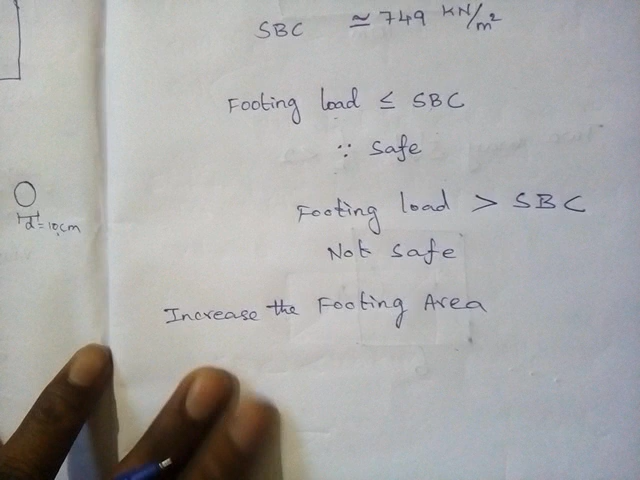 SBC ≃ 749 KN/m²
Footing load ≤ SBC
∵ safe
d = 10cm
Footing load > SBC
Not safe
Increase the Footing Area